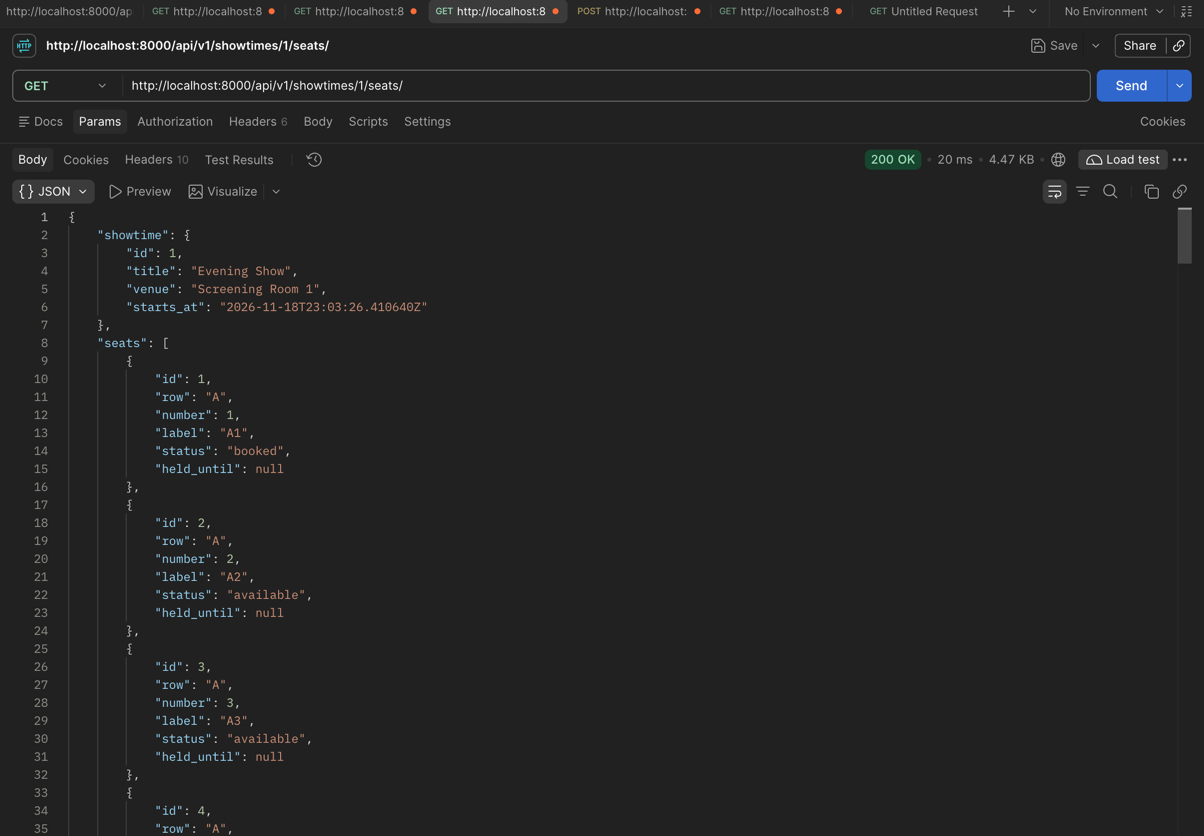 http://localhost:8000/ap GET http://localhost:8 GET http://localhost:8 GET http://localhost:8 POST http://localhost: GET http://localhost:8 GET Untitled Request No Environment
HTTP http://localhost:8000/api/v1/showtimes/1/seats/ Save Share
GET http://localhost:8000/api/v1/showtimes/1/seats/ Send
Docs Params Authorization Headers 6 Body Scripts Settings Cookies
Body Cookies Headers 10 Test Results 200 OK • 20 ms • 4.47 KB • Load test
{} JSON Preview Visualize
1 {
2 "showtime": {
3 "id": 1,
4 "title": "Evening Show",
5 "venue": "Screening Room 1",
6 "starts_at": "2026-11-18T23:03:26.410640Z"
7 },
8 "seats": [
9 {
10 "id": 1,
11 "row": "A",
12 "number": 1,
13 "label": "A1",
14 "status": "booked",
15 "held_until": null
16 },
17 {
18 "id": 2,
19 "row": "A",
20 "number": 2,
21 "label": "A2",
22 "status": "available",
23 "held_until": null
24 },
25 {
26 "id": 3,
27 "row": "A",
28 "number": 3,
29 "label": "A3",
30 "status": "available",
31 "held_until": null
32 },
33 {
34 "id": 4,
35 "row": "A",